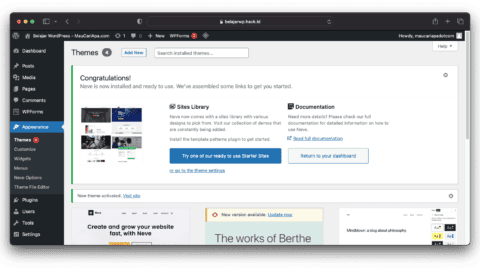 belajarwp.hack.id
Belajar WordPress - MauCariApa.com
1
0
New
WPForms
Howdy, maucariapadotcom
Dashboard
Posts
Media
Pages
Comments
WPForms
Appearance
Themes
Customize
Widgets
Menus
Neve Options
Theme File Editor
Plugins
Users
Tools
Settings
Help
Themes 4
Add New
Search installed themes...
Congratulations!
Neve is now installed and ready to use. We've assembled some links to get you started.
Sites Library
Neve now comes with a sites library with various
designs to pick from. Visit our collection of demos that
are constantly being added.
Install the template patterns plugin to get started.
Try one of our ready to use Starter Sites
or go to the theme settings
Documentation
Need more details? Please check our full
documentation for detailed information on how to
use Neve.
Read full documentation
Return to your dashboard
New theme activated. Visit site
Neve
Create and grow your website
fast, with Neve
New version available. Update now
The works of Berthe
Mindblown: a blog about philosophy.